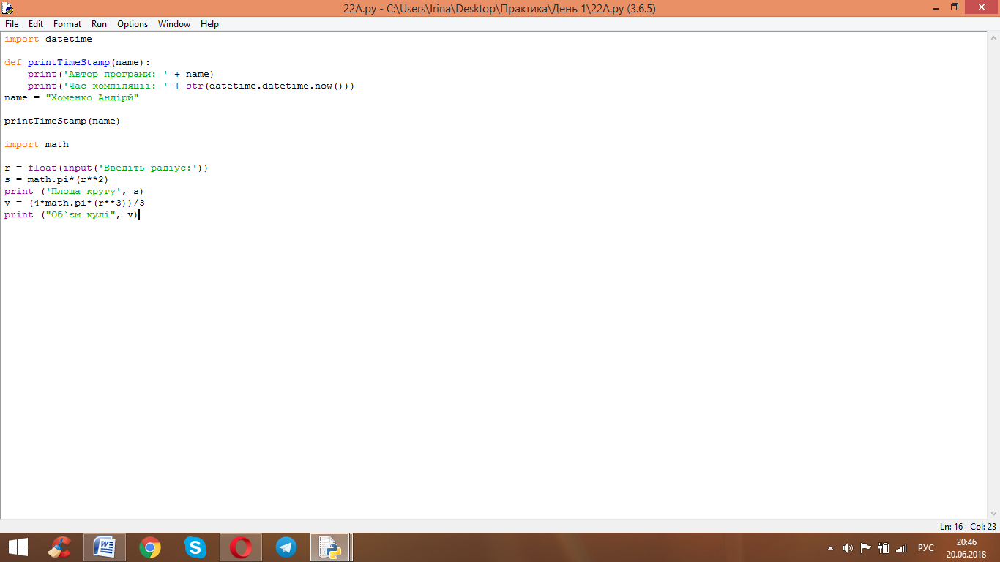 22A.py - C:\Users\Irina\Desktop\Практика\День 1\22A.py (3.6.5)
File Edit Format Run Options Window Help
import datetime
def printTimeStamp(name):
    print('Автор програми: ' + name)
    print('Час компіляції: ' + str(datetime.datetime.now()))
name = "Хоменко Андірй"
printTimeStamp(name)
import math
r = float(input('Введіть радіус:'))
s = math.pi*(r**2)
print ('Площа кругу', s)
v = (4*math.pi*(r**3))/3
print ("Об`єм кулі", v)
Ln: 16 Col: 23
РУС
20:46
20.06.2018